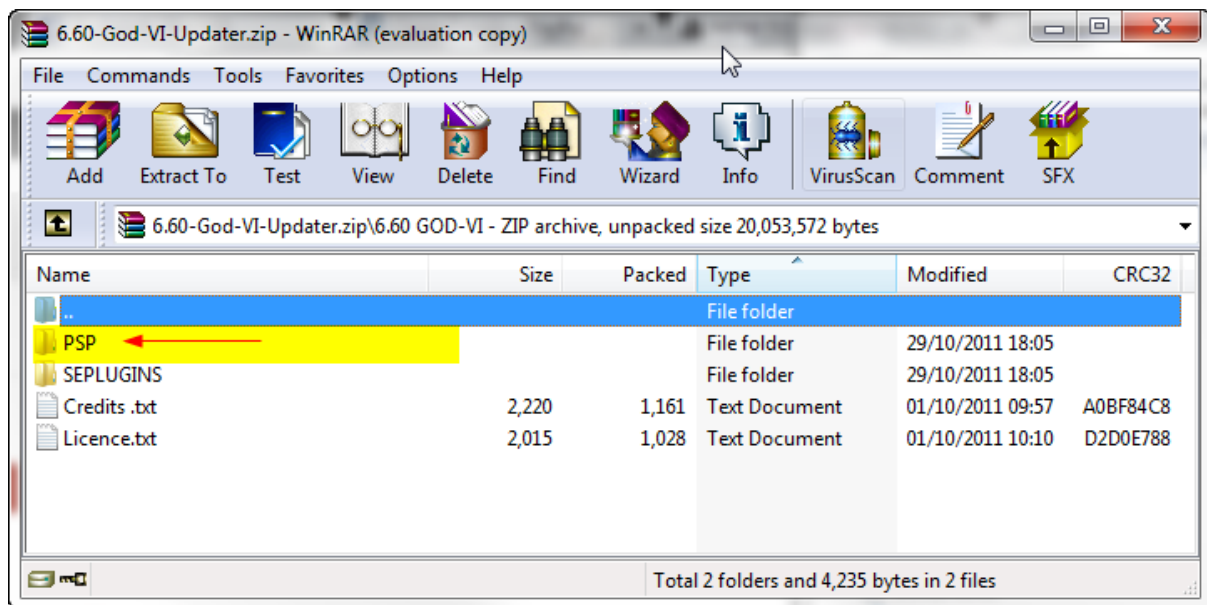 6.60-God-VI-Updater.zip - WinRAR (evaluation copy)
File Commands Tools Favorites Options Help
Add Extract To Test View Delete Find Wizard Info VirusScan Comment SFX
6.60-God-VI-Updater.zip\6.60 GOD-VI - ZIP archive, unpacked size 20,053,572 bytes
Name Size Packed Type Modified CRC32
.. File folder
PSP File folder 29/10/2011 18:05
SEPLUGINS File folder 29/10/2011 18:05
Credits .txt 2,220 1,161 Text Document 01/10/2011 09:57 A0BF84C8
Licence.txt 2,015 1,028 Text Document 01/10/2011 10:10 D2D0E788
Total 2 folders and 4,235 bytes in 2 files